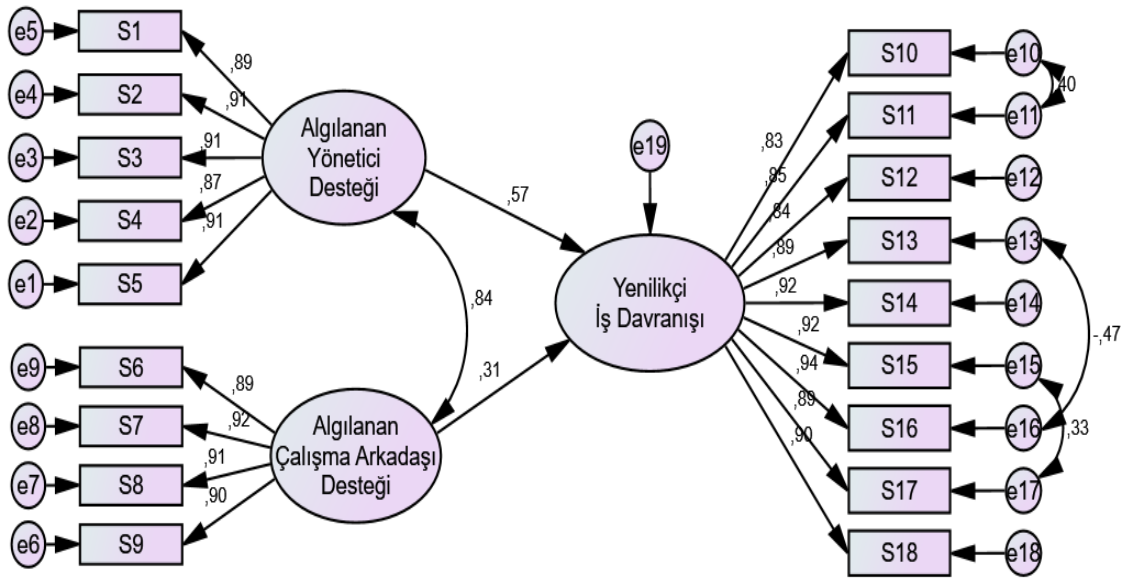 e5
S1
e4
S2
e3
S3
e2
S4
e1
S5
,89
,91
,91
,87
,91
Algılanan
Yönetici
Desteği
,57
,84
e9
S6
e8
S7
e7
S8
e6
S9
,89
,92
,91
,90
Algılanan
Çalışma Arkadaşı
Desteği
,31
e19
Yenilikçi
İş Davranışı
,83
,85
,84
,89
,92
,92
,94
,89
,90
S10
e10
S11
e11
S12
e12
S13
e13
S14
e14
S15
e15
S16
e16
S17
e17
S18
e18
,40
-,47
,33